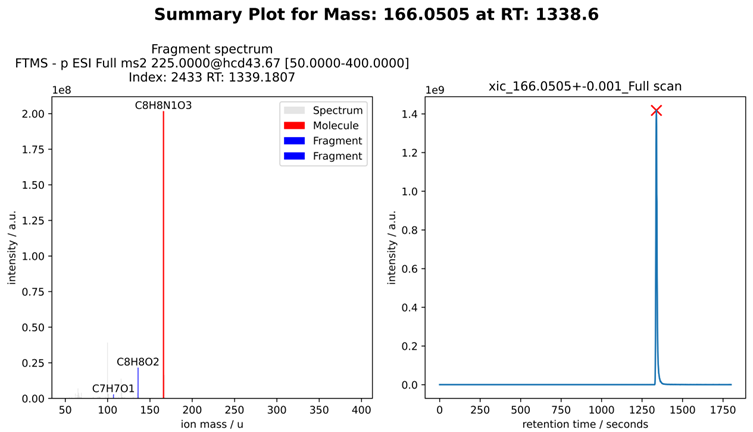 Summary Plot for Mass: 166.0505 at RT: 1338.6
Fragment spectrum
FTMS - p ESI Full ms2 225.0000@hcd43.67 [50.0000-400.0000]
Index: 2433 RT: 1339.1807
1e8
C8H8N1O3
Spectrum
Molecule
Fragment
Fragment
2.00
1.75
1.50
1.25
1.00
0.75
0.50
0.25
0.00
C8H8O2
C7H7O1
intensity / a.u.
50 100 150 200 250 300 350 400
ion mass / u
xic_166.0505+-0.001_Full scan
1e9
1.4
1.2
1.0
0.8
0.6
0.4
0.2
0.0
intensity / a.u.
0 250 500 750 1000 1250 1500 1750
retention time / seconds